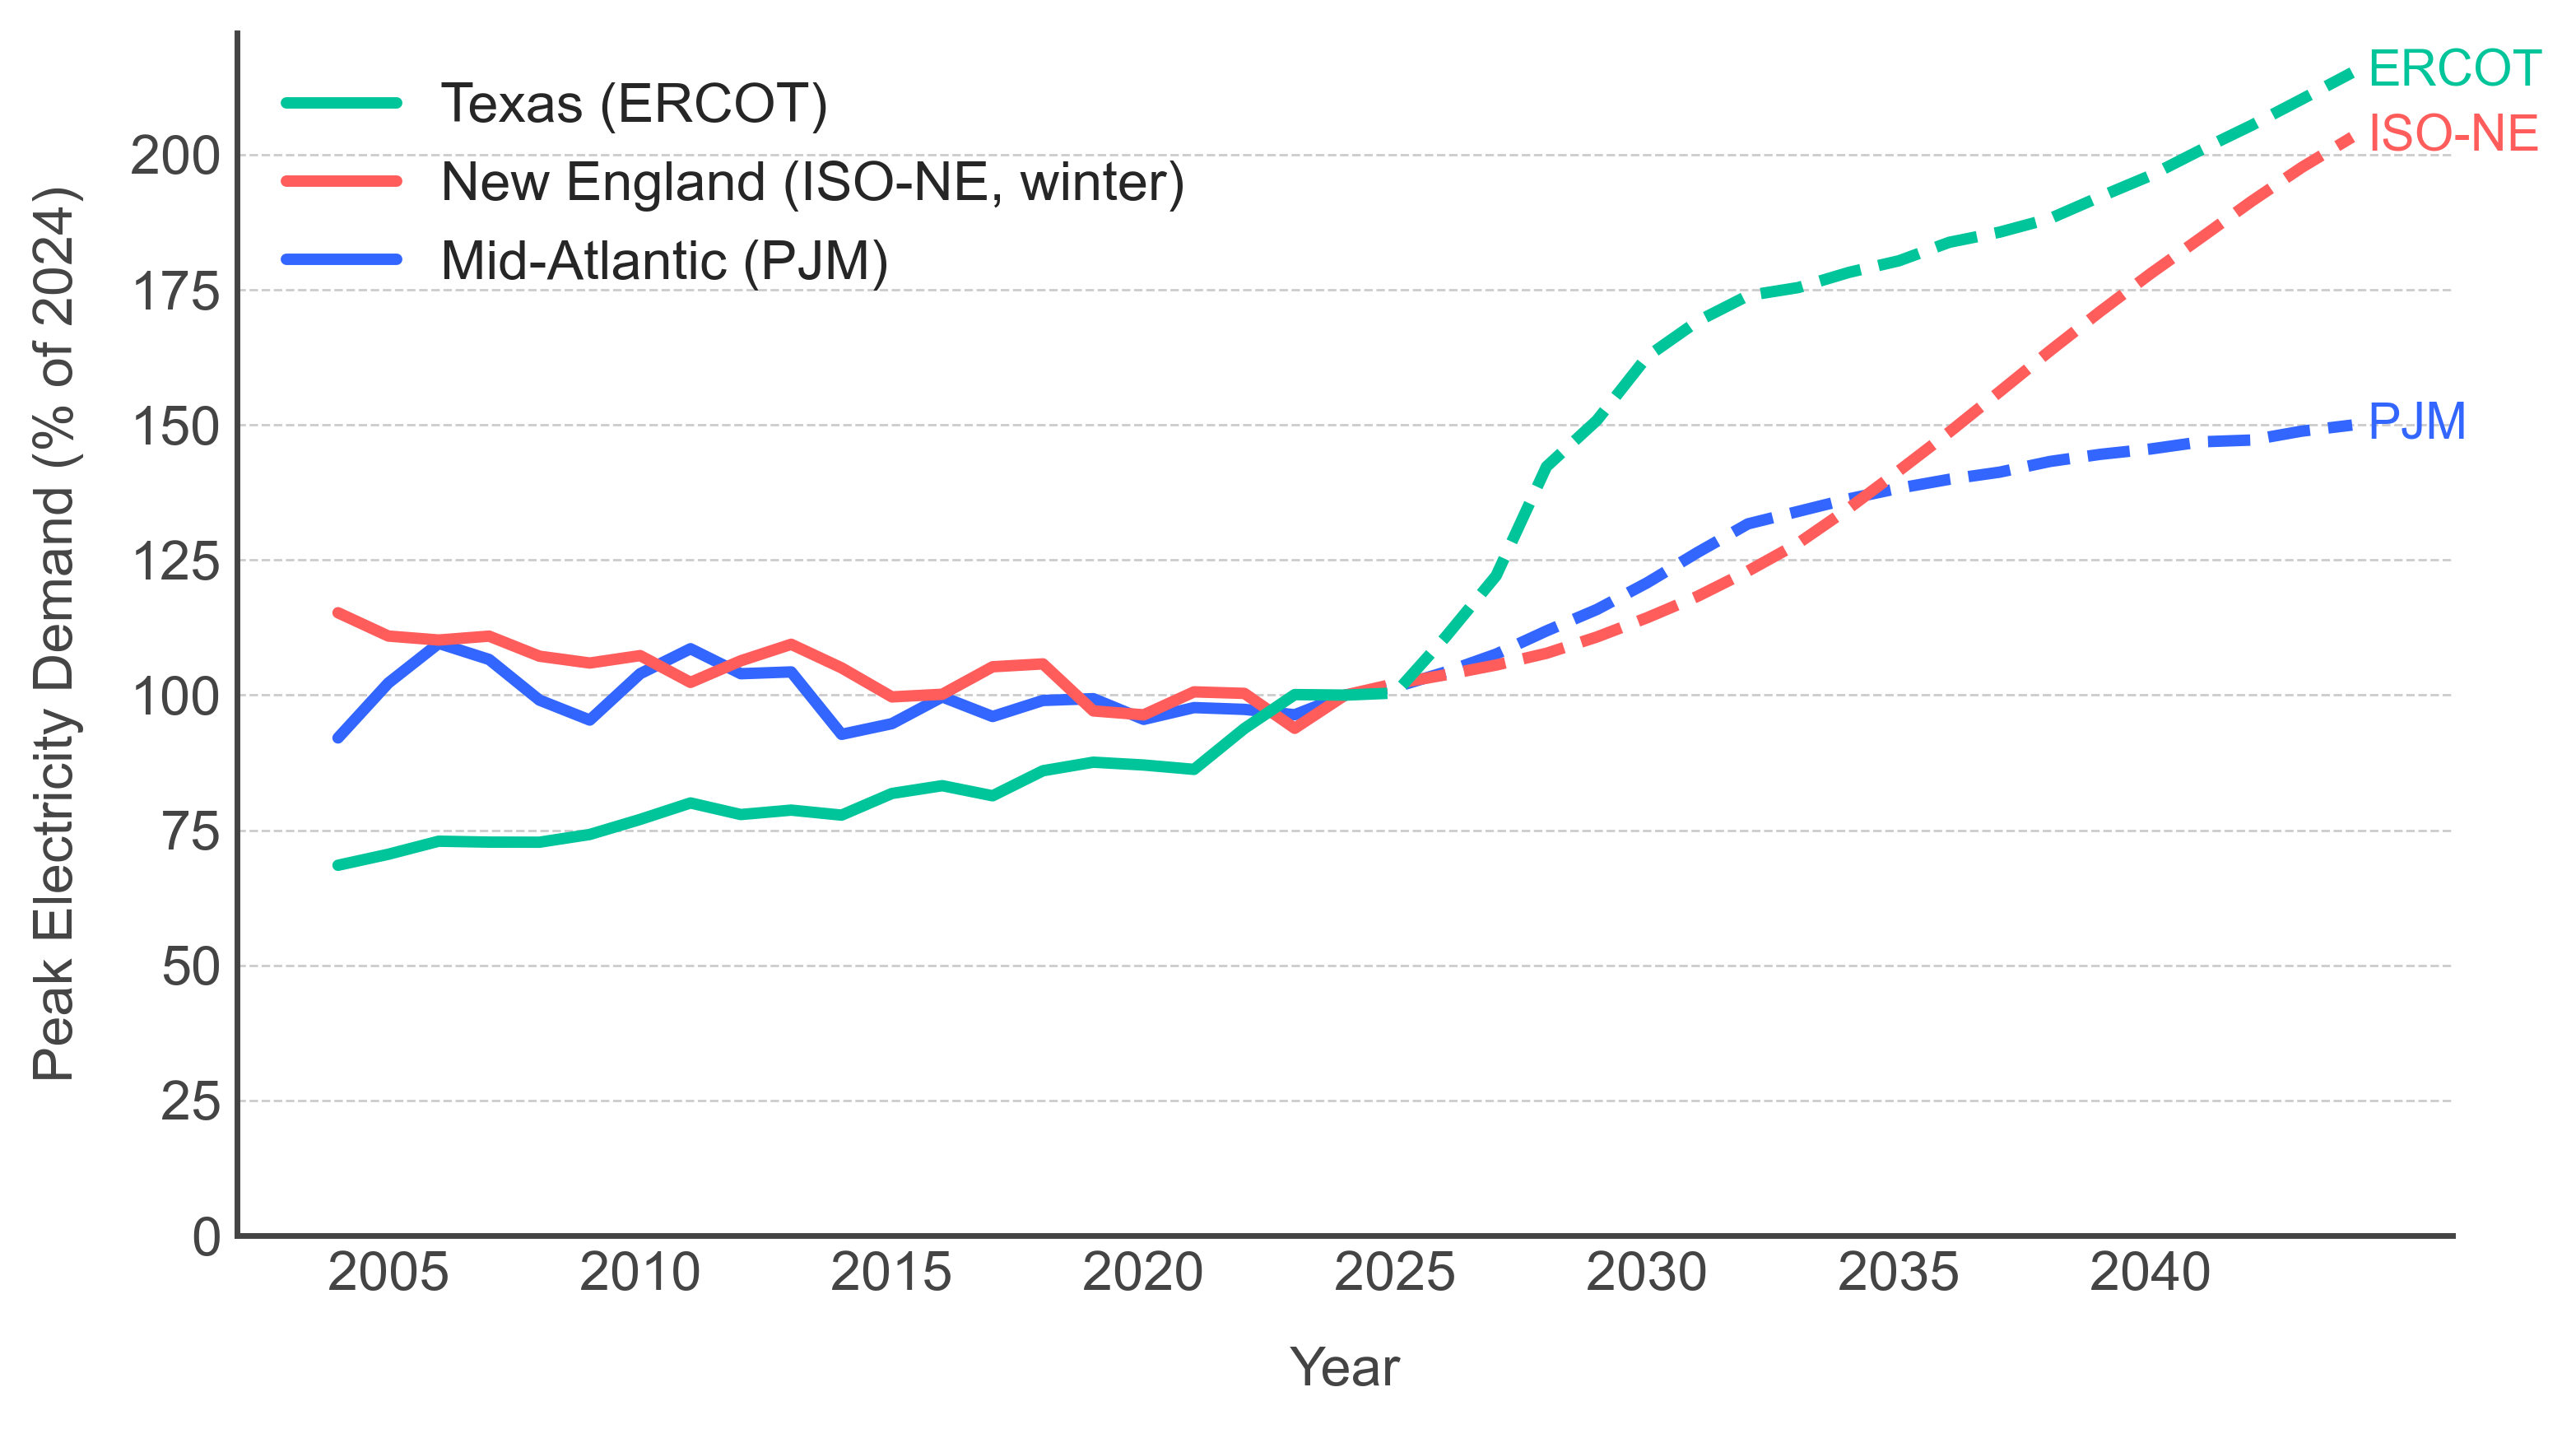 Texas (ERCOT)
New England (ISO-NE, winter)
Mid-Atlantic (PJM)
ERCOT
ISO-NE
PJM
Peak Electricity Demand (% of 2024)
200
175
150
125
100
75
50
25
0
2005 2010 2015 2020 2025 2030 2035 2040
Year